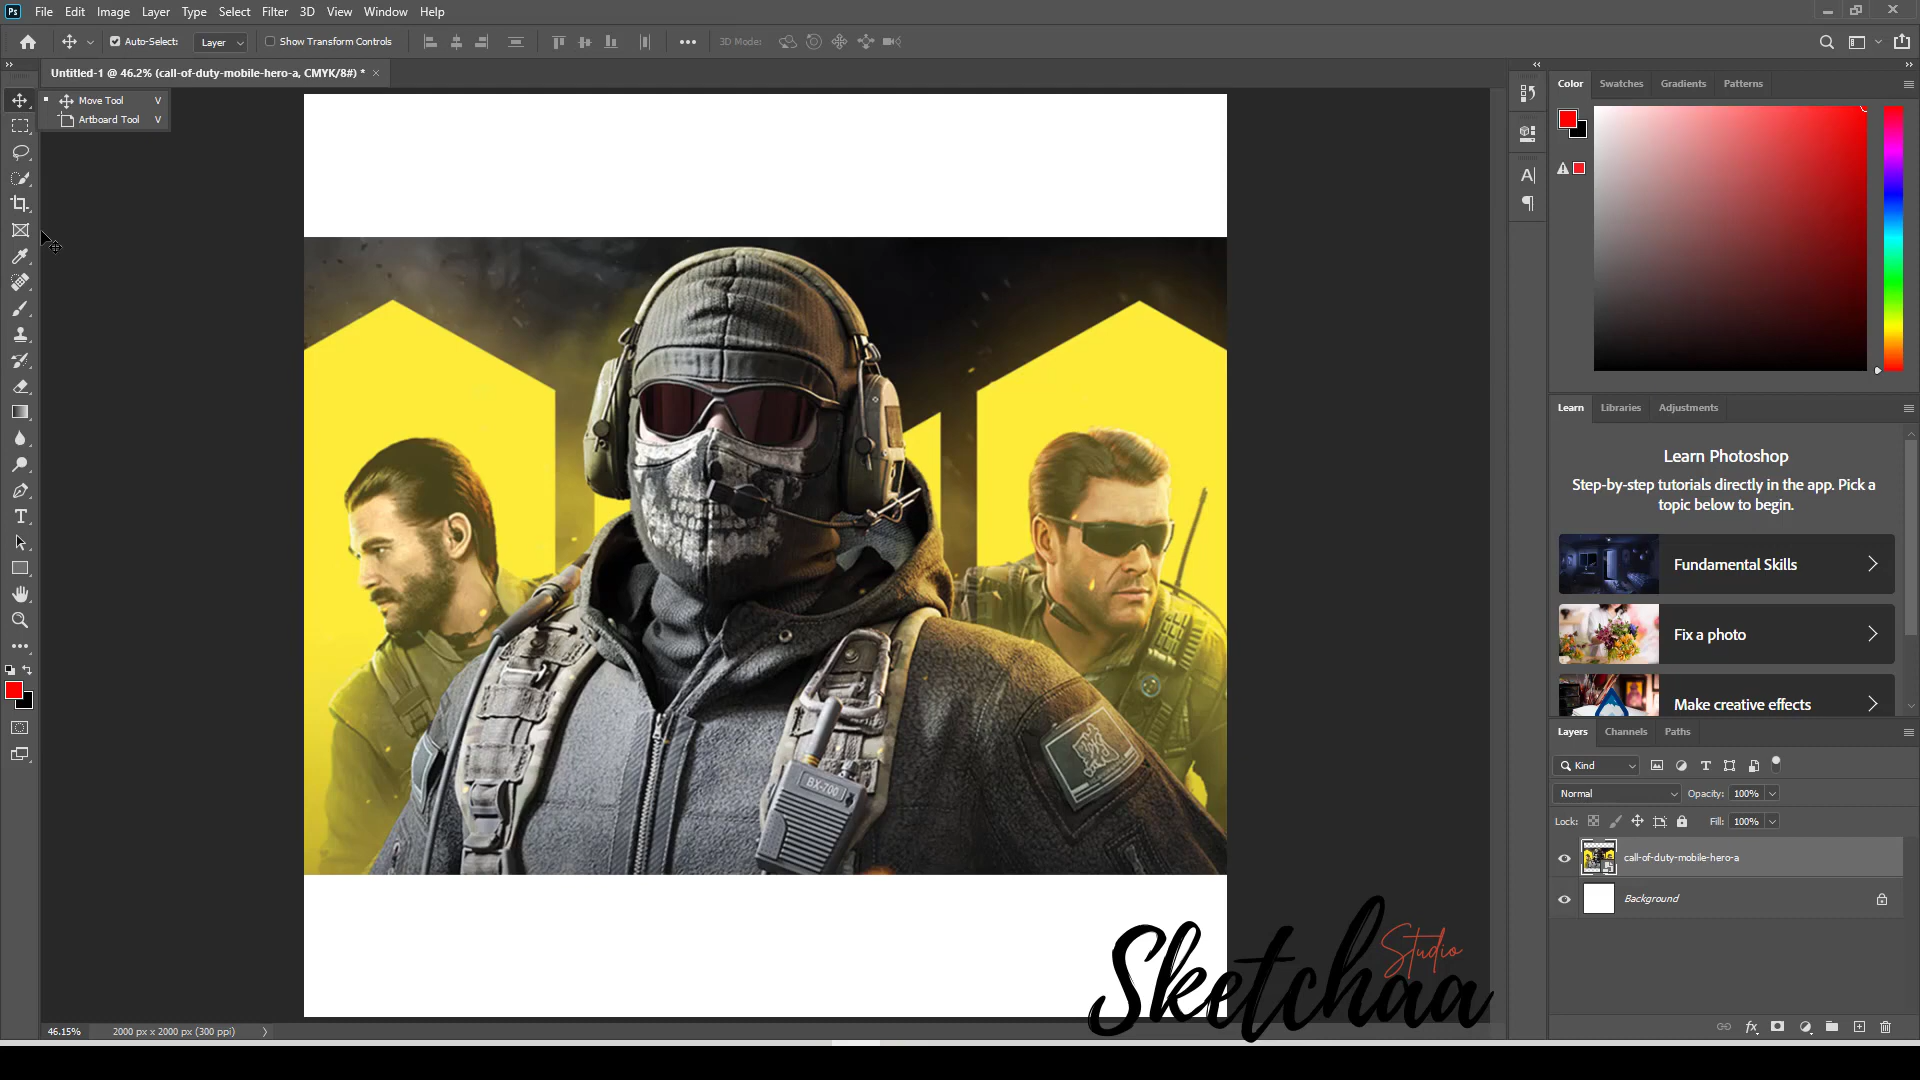 Ps File Edit Image Layer Type Select Filter 3D View Window Help
Auto-Select: Layer Show Transform Controls 3D Mode:
Untitled-1 @ 46.2% (call-of-duty-mobile-hero-a, CMYK/8#) *
Move Tool V
Artboard Tool V
Color Swatches Gradients Patterns
Learn Libraries Adjustments
Learn Photoshop
Step-by-step tutorials directly in the app. Pick a
topic below to begin.
Fundamental Skills
Fix a photo
Make creative effects
Layers Channels Paths
Kind
Normal Opacity: 100%
Lock: Fill: 100%
call-of-duty-mobile-hero-a
Background
BX-700
Studio
Sketchaa
46.15% 2000 px x 2000 px (300 ppi)